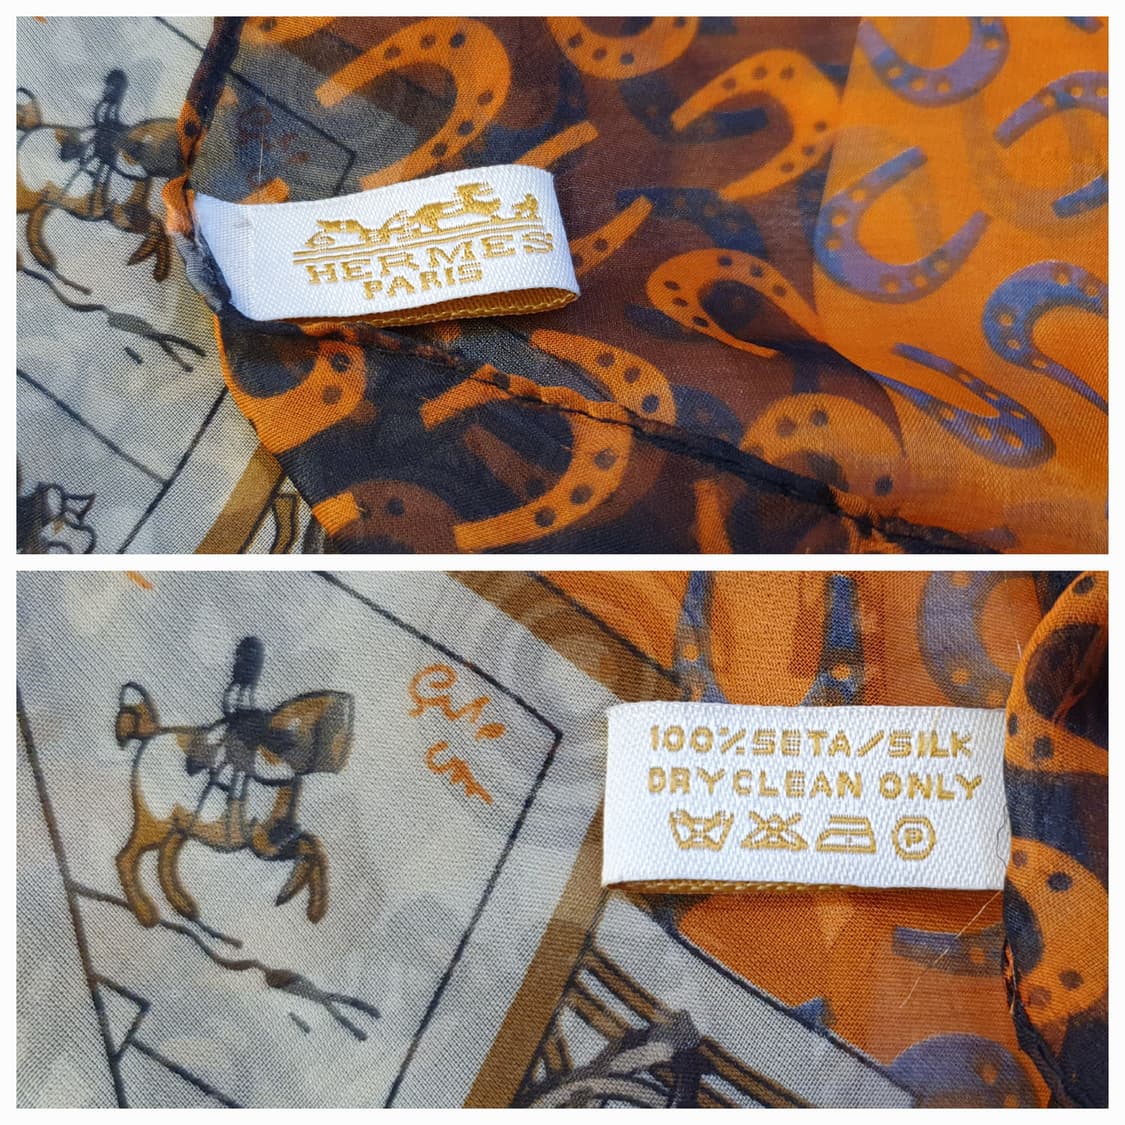 HERMES
PARIS
100%SETA/SILK
DRY CLEAN ONLY
P